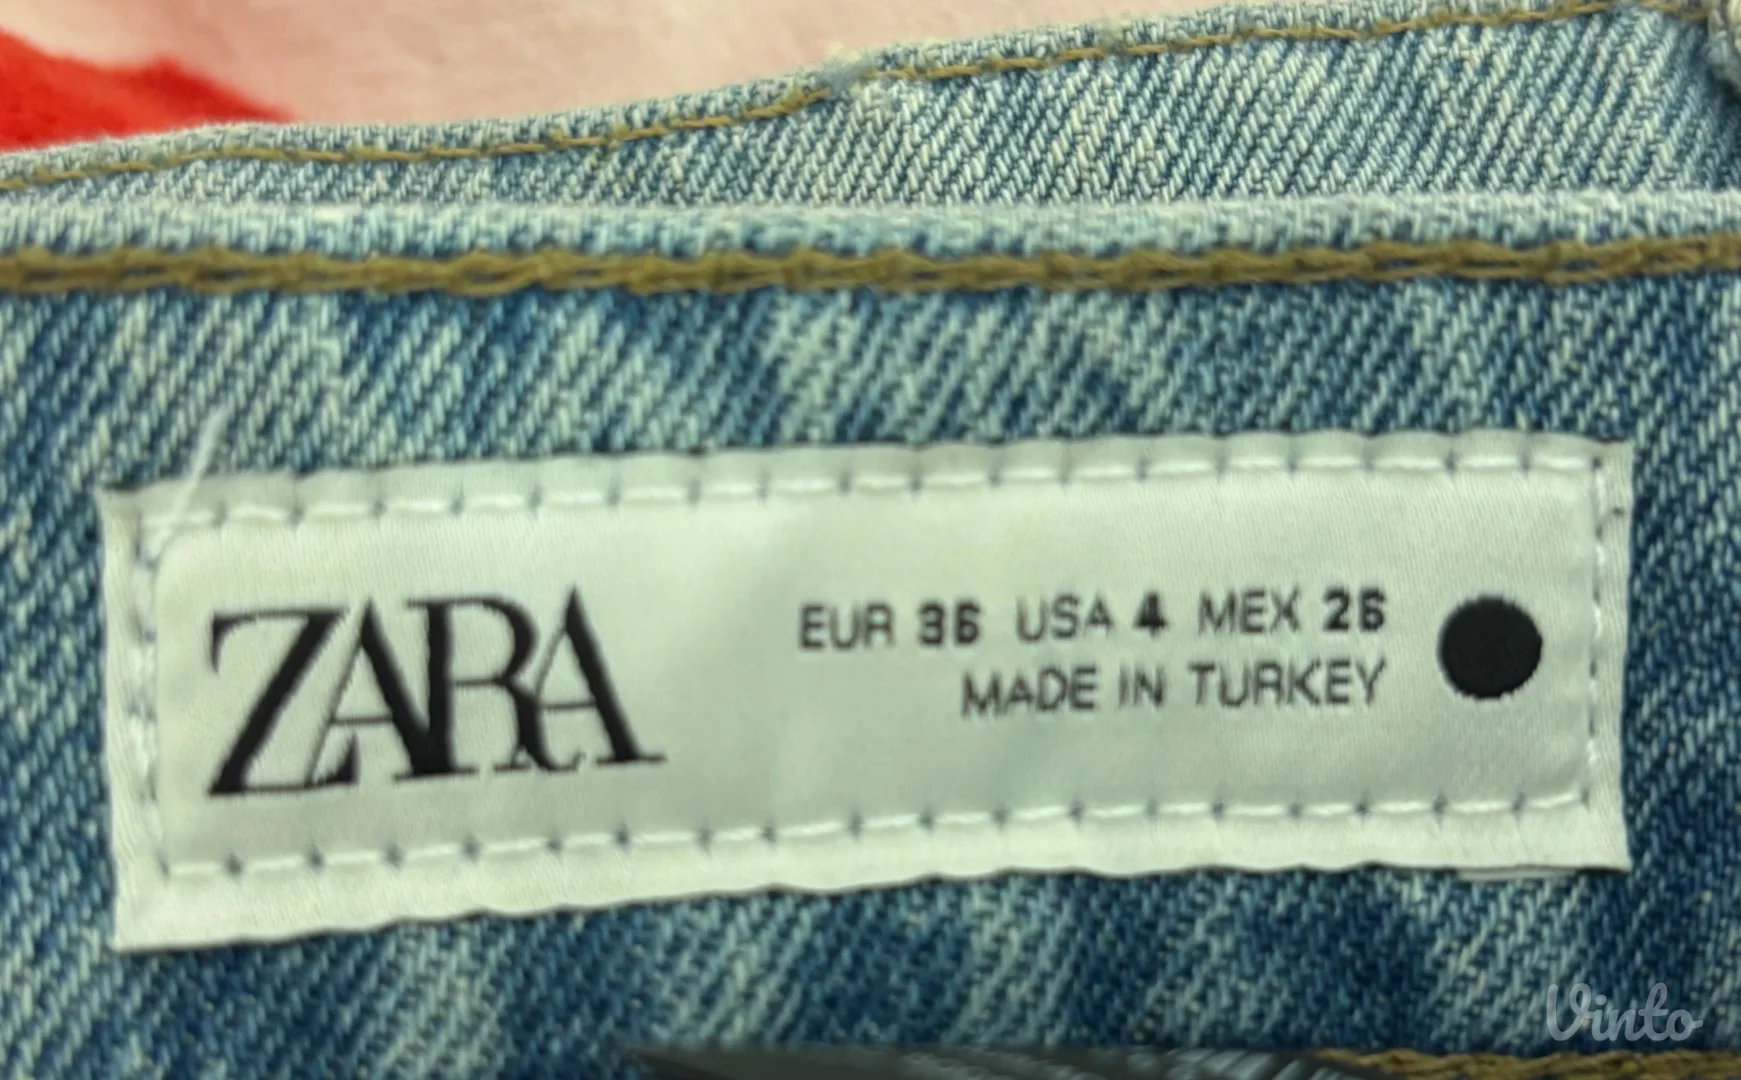 ZARA
EUR 36 USA 4 MEX 26
MADE IN TURKEY
Vinto